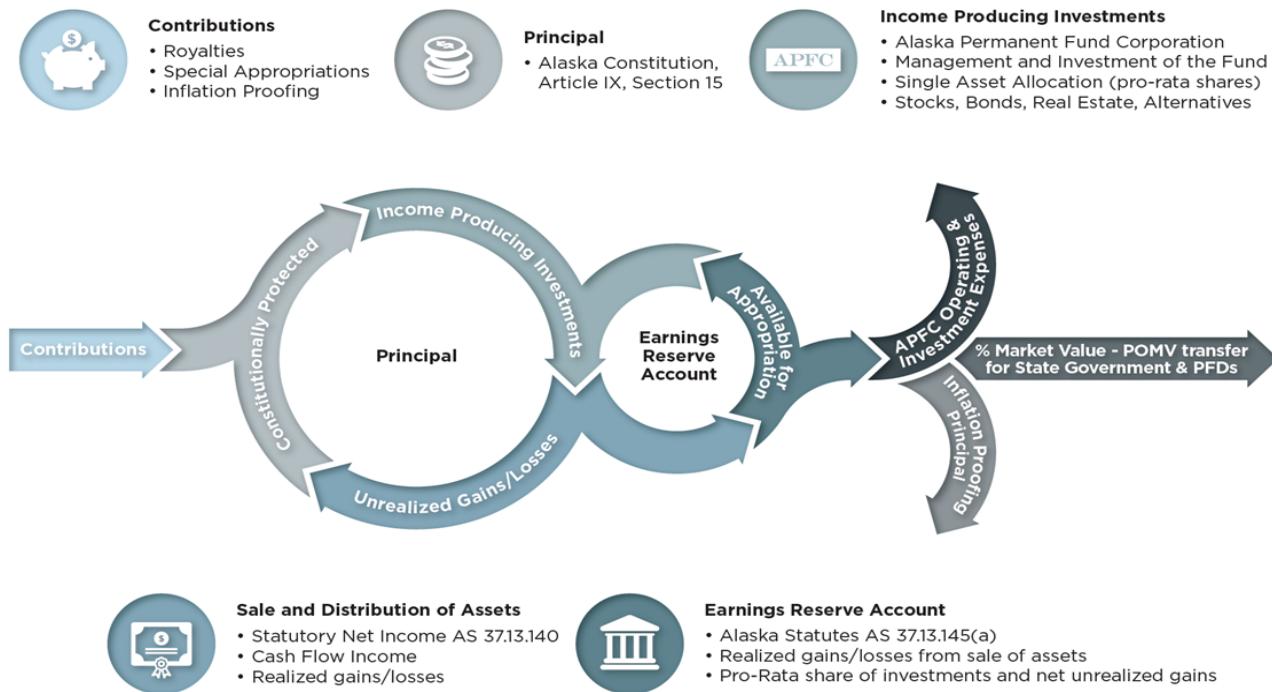 Contributions
• Royalties
• Special Appropriations
• Inflation Proofing
$
Principal
• Alaska Constitution,
Article IX, Section 15
APFC
Income Producing Investments
• Alaska Permanent Fund Corporation
• Management and Investment of the Fund
• Single Asset Allocation (pro-rata shares)
• Stocks, Bonds, Real Estate, Alternatives
Contributions
Constitutionally Protected
Income Producing Investments
Principal
Unrealized Gains/Losses
Earnings
Reserve
Account
Available for
Appropriation
APFC Operating &
Investment Expenses
% Market Value - POMV transfer
for State Government & PFDs
Inflation Proofing
Principal
$
Sale and Distribution of Assets
• Statutory Net Income AS 37.13.140
• Cash Flow Income
• Realized gains/losses
Earnings Reserve Account
• Alaska Statutes AS 37.13.145(a)
• Realized gains/losses from sale of assets
• Pro-Rata share of investments and net unrealized gains